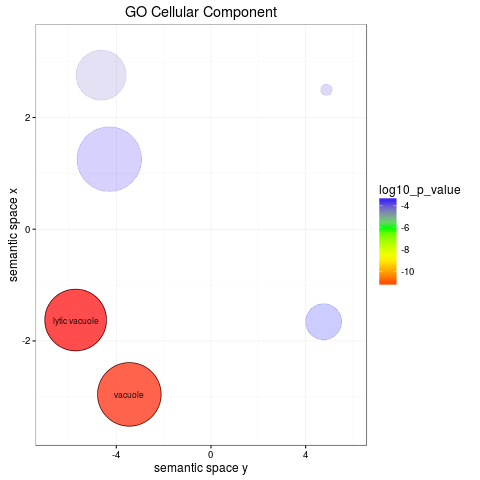 GO Cellular Component
semantic space x
2
0
-2
lytic vacuole
vacuole
-4
0
4
semantic space y
log10_p_value
-4
-6
-8
-10